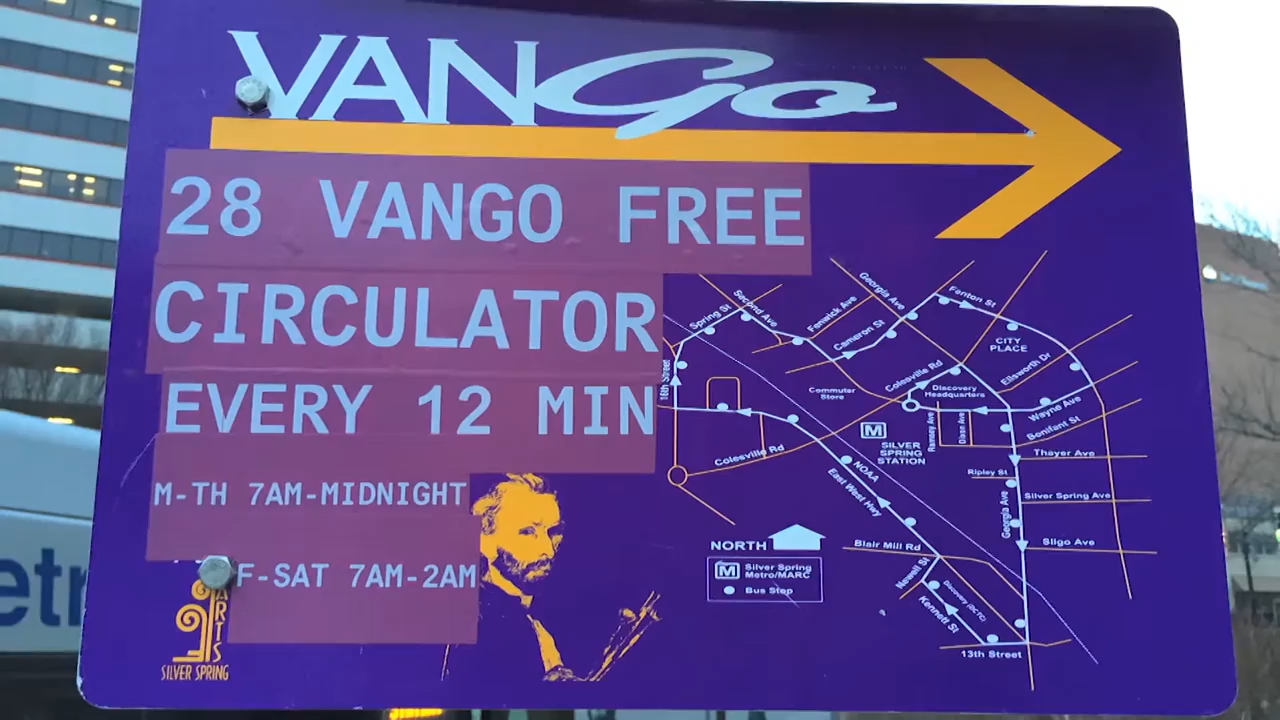 VANGo
28 VANGO FREE
CIRCULATOR
EVERY 12 MIN
M-TH 7AM-MIDNIGHT
F-SAT 7AM-2AM
ARTS
SILVER SPRING
Spring St
Second Ave
Fenwick Ave
Georgia Ave
Cameron St
Fenton St
CITY
PLACE
Ellsworth Dr
16th Street
Colesville Rd
Commuter
Store
Discovery
Headquarters
Wayne Ave
Bonifant St
Ramsey Ave
Dixon Ave
M
SILVER
SPRING
STATION
Thayer Ave
Colesville Rd
NOAA
East West Hwy
Ripley St
Silver Spring Ave
Georgia Ave
Sligo Ave
Blair Mill Rd
Newell St
Discovery (DCTC)
Kennett St
13th Street
NORTH
M Silver Spring
Metro/MARC
Bus Stop
etr